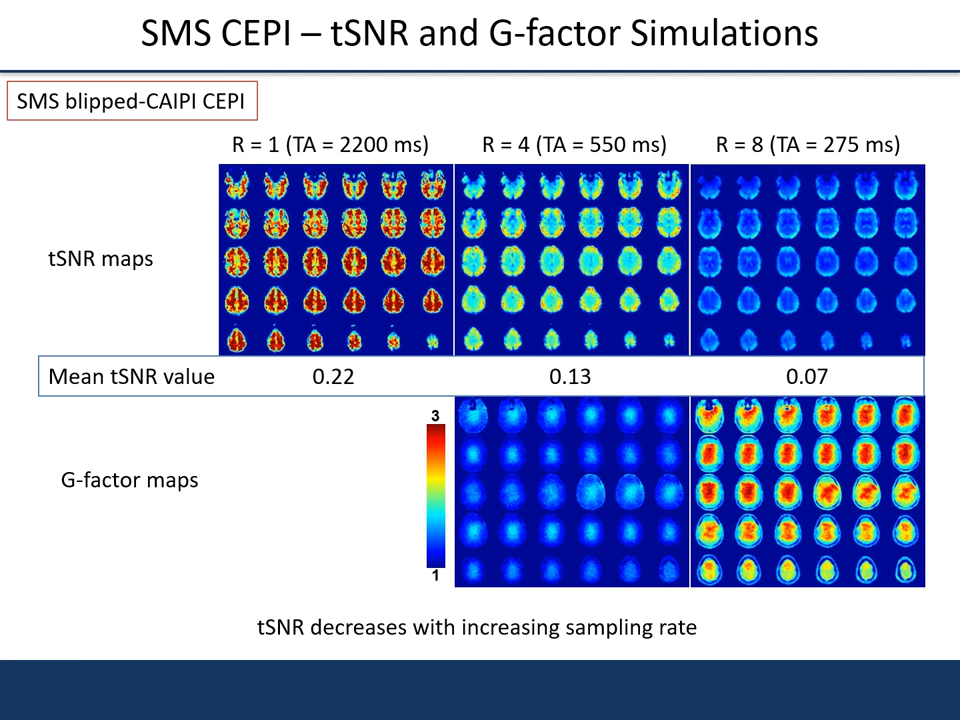 SMS CEPI – tSNR and G-factor Simulations
SMS blipped-CAIPI CEPI
R = 1 (TA = 2200 ms)
R = 4 (TA = 550 ms)
R = 8 (TA = 275 ms)
tSNR maps
Mean tSNR value
0.22
0.13
0.07
3
G-factor maps
1
tSNR decreases with increasing sampling rate